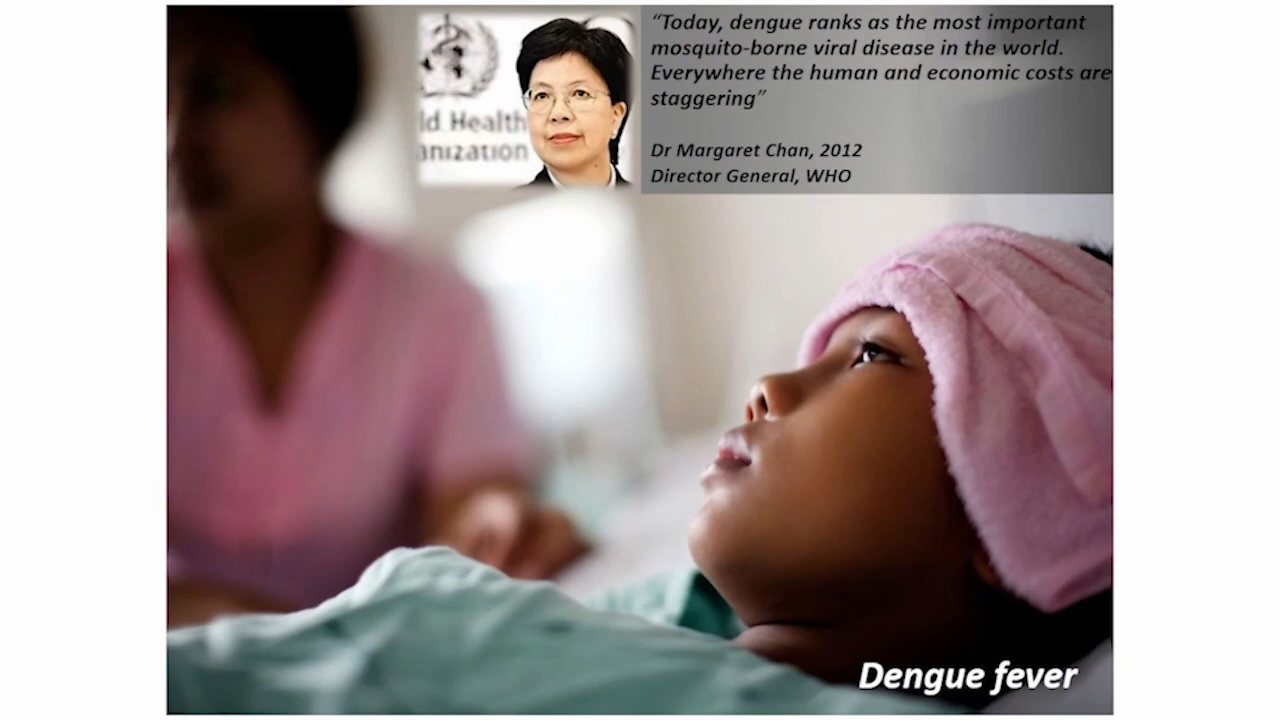 “Today, dengue ranks as the most important
mosquito-borne viral disease in the world.
Everywhere the human and economic costs are
staggering”
Dr Margaret Chan, 2012
Director General, WHO
ld Health
anization
Dengue fever